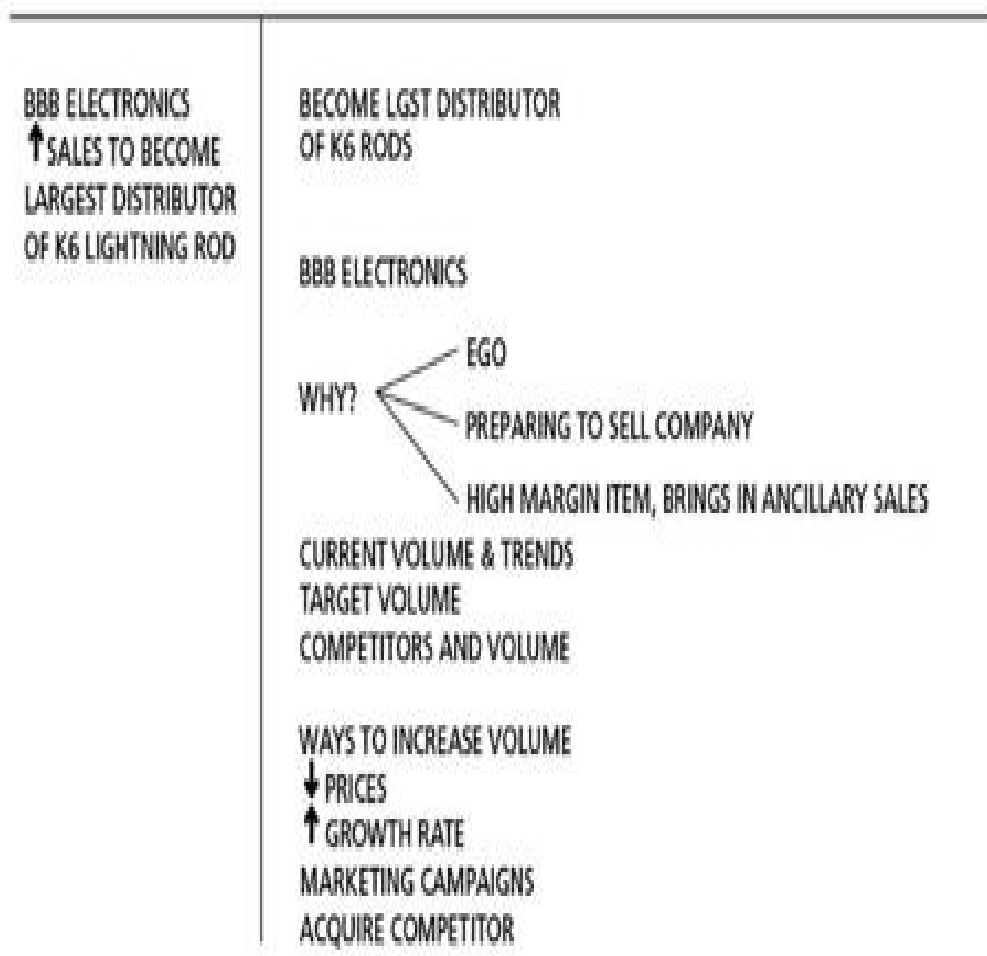 BBB ELECTRONICS
↑ SALES TO BECOME
LARGEST DISTRIBUTOR
OF K6 LIGHTNING ROD
BECOME LGST DISTRIBUTOR
OF K6 RODS
BBB ELECTRONICS
WHY?
EGO
PREPARING TO SELL COMPANY
HIGH MARGIN ITEM, BRINGS IN ANCILLARY SALES
CURRENT VOLUME & TRENDS
TARGET VOLUME
COMPETITORS AND VOLUME
WAYS TO INCREASE VOLUME
↓ PRICES
↑ GROWTH RATE
MARKETING CAMPAIGNS
ACQUIRE COMPETITOR